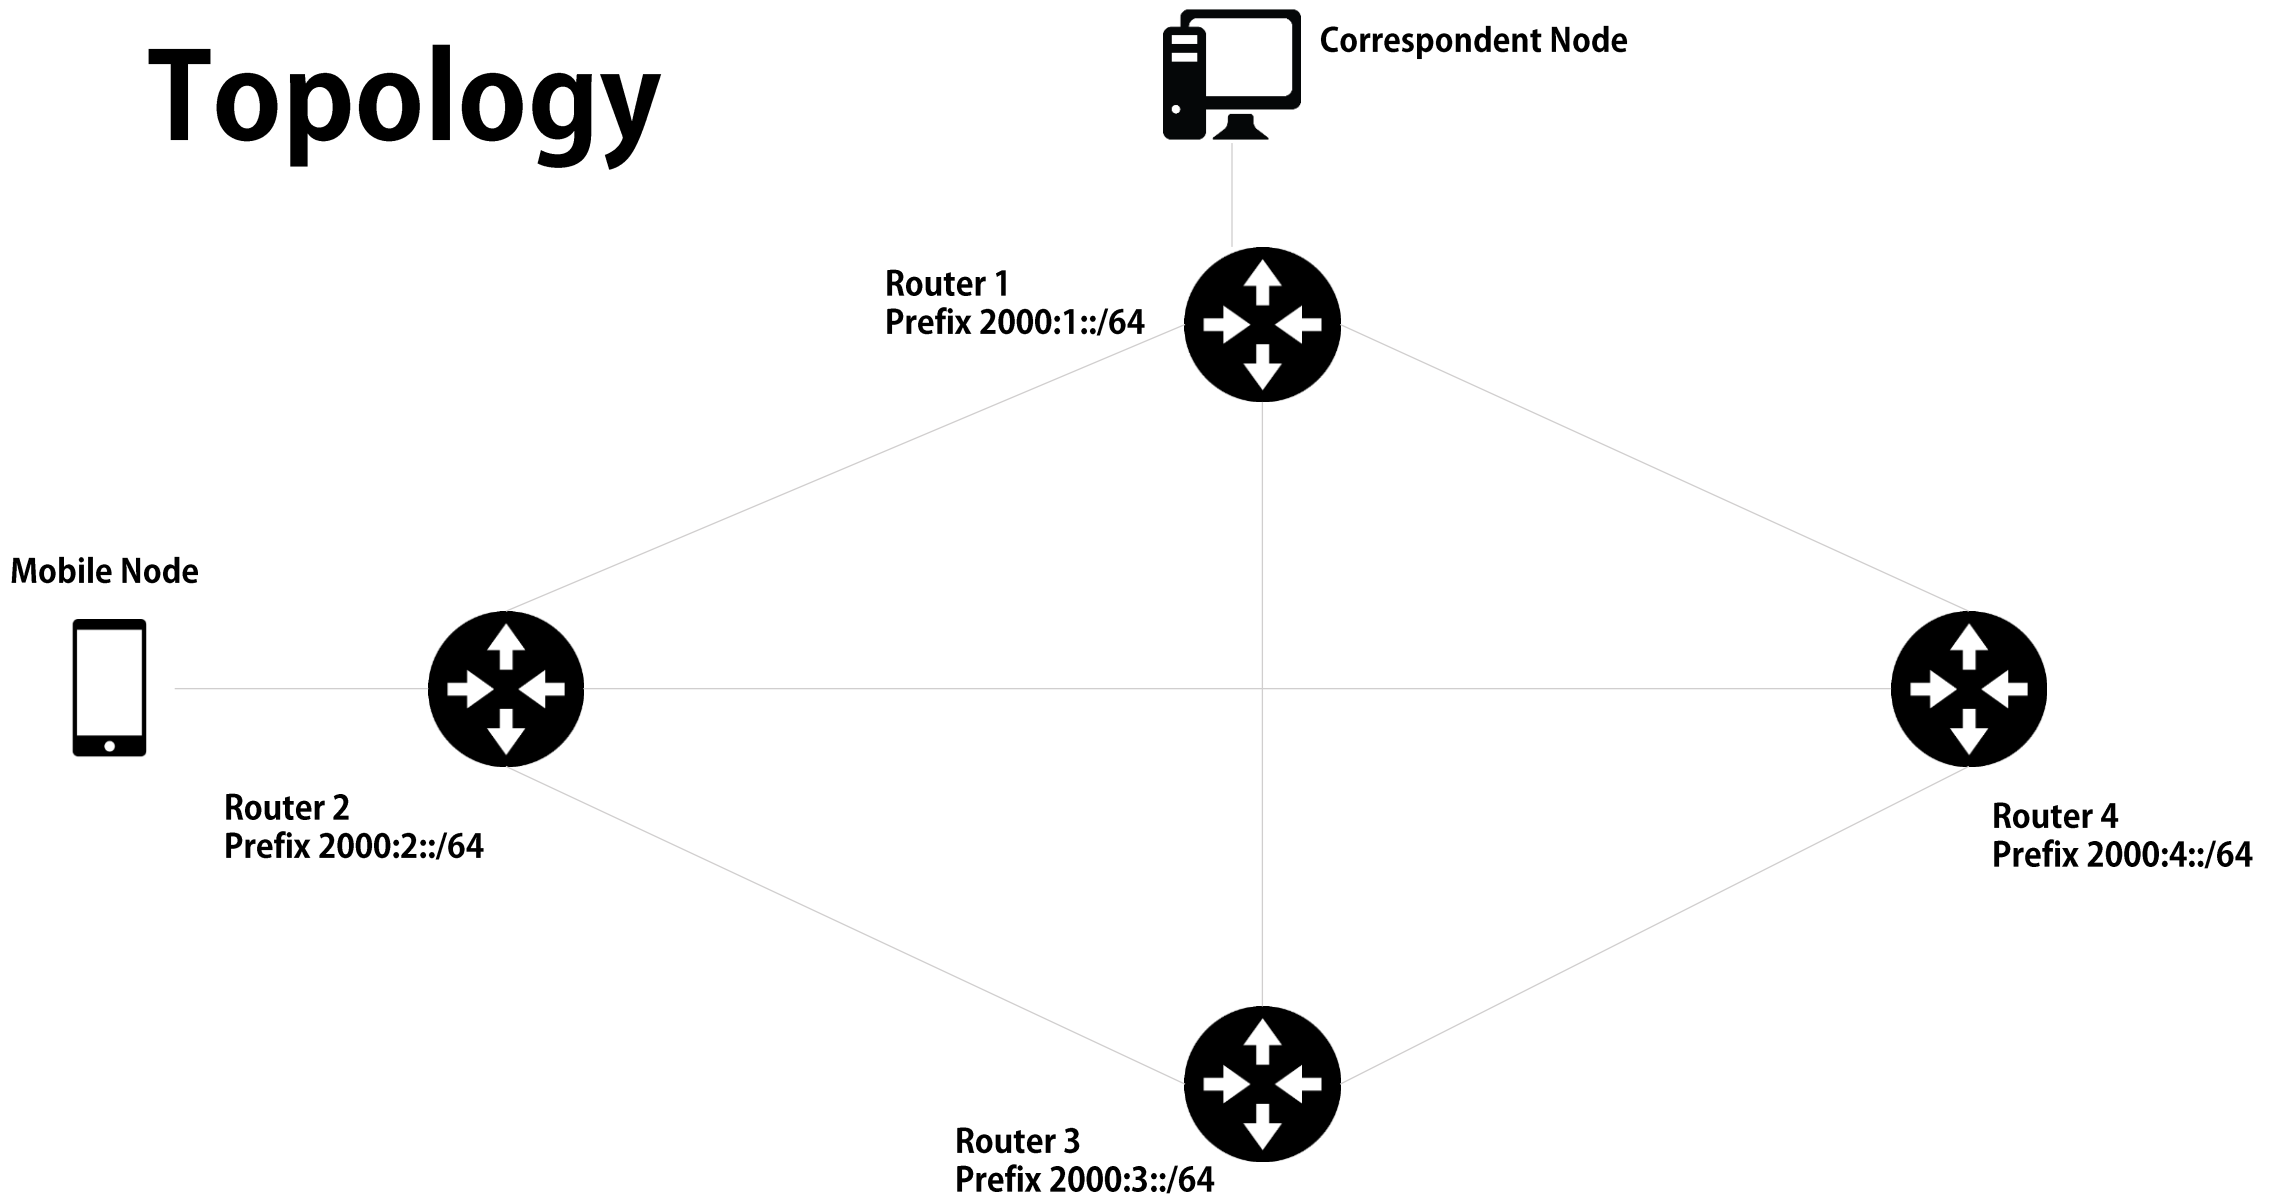 Topology
Correspondent Node
Router 1
Prefix 2000:1::/64
Mobile Node
Router 2
Prefix 2000:2::/64
Router 4
Prefix 2000:4::/64
Router 3
Prefix 2000:3::/64